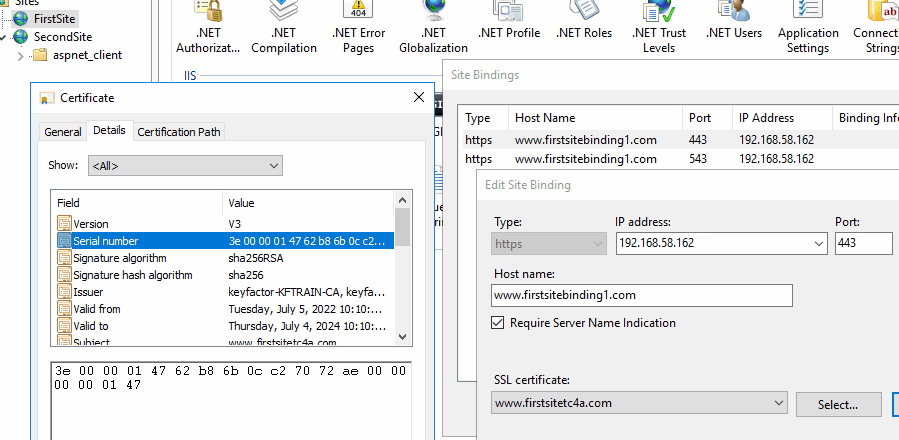 Sites
FirstSite
SecondSite
aspnet_client
.NET Authorizat...
.NET Compilation
404
.NET Error Pages
.NET Globalization
.NET Profile
.NET Roles
.NET Trust Levels
.NET Users
Application Settings
ab
Connection
Strings
IIS
Certificate
General
Details
Certification Path
Show:
<All>
Field Value
Version V3
Serial number 3e 00 00 01 47 62 b8 6b 0c c2...
Signature algorithm sha256RSA
Signature hash algorithm sha256
Issuer keyfactor-KFTRAIN-CA, keyfa...
Valid from Tuesday, July 5, 2022 10:10:...
Valid to Thursday, July 4, 2024 10:10:...
Subject www.firstsitetc4a.com
3e 00 00 01 47 62 b8 6b 0c c2 70 72 ae 00 00
00 00 01 47
Site Bindings
Type Host Name Port IP Address Binding Info
https www.firstsitebinding1.com 443 192.168.58.162
https www.firstsitebinding1.com 543 192.168.58.162
Edit Site Binding
Type: IP address: Port:
https 192.168.58.162 443
Host name:
www.firstsitebinding1.com
Require Server Name Indication
SSL certificate:
www.firstsitetc4a.com
Select...